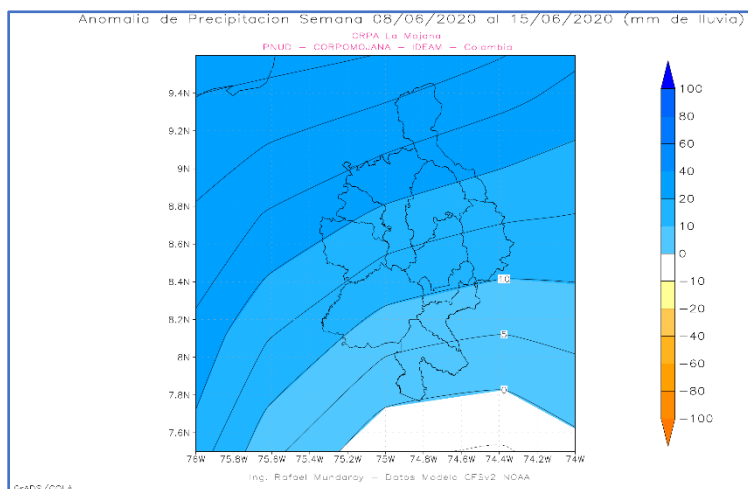 Anomalia de Precipitacion Semana 08/06/2020 al 15/06/2020 (mm de lluvia)
CRPA La Mojana
PNUD – CORPOMOJANA – IDEAM – Colombia
9.4N
9.2N
9N
8.8N
8.6N
8.4N
8.2N
8N
7.8N
7.6N
10
5
0
76W 75.8W 75.6W 75.4W 75.2W 75W 74.8W 74.6W 74.4W 74.2W 74W
100
80
60
40
20
0
−10
−20
−40
−60
−80
−100
Ing. Rafael Mundaray – Datos Modelo CFSv2 NOAA
GrADS/COLA